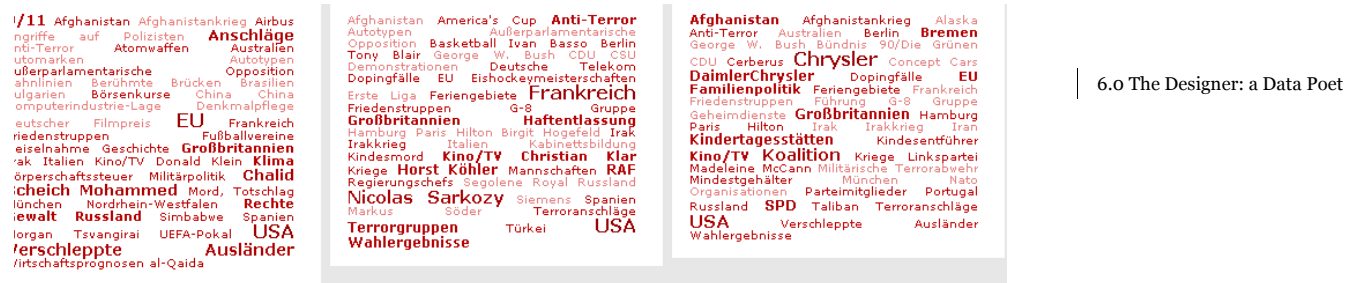 /11 Afghanistan Afghanistankrieg Airbus
ngriffe auf Polizisten Anschläge
nti-Terror Atomwaffen Australien
utomarken Autotypen
ußerparlamentarische Opposition
ahnlinien Berühmte Brücken Brasilien
ulgarien Börsenkurse China China
omputerindustrie-Lage Denkmalpflege
eutscher Filmpreis EU Frankreich
riedenstruppen Fußballvereine
eiselnahme Geschichte Großbritannien
rak Italien Kino/TV Donald Klein Klima
örperschaftssteuer Militärpolitik Chalid
cheich Mohammed Mord, Totschlag
ünchen Nordrhein-Westfalen Rechte
ewalt Russland Simbabwe Spanien
organ Tsvangirai UEFA-Pokal USA
erschleppte Ausländer
irtschaftsprognosen al-Qaida
Afghanistan America's Cup Anti-Terror
Autotypen Außerparlamentarische
Opposition Basketball Ivan Basso Berlin
Tony Blair George W. Bush CDU CSU
Demonstrationen Deutsche Telekom
Dopingfälle EU Eishockeymeisterschaften
Erste Liga Feriengebiete Frankreich
Friedenstruppen G-8 Gruppe
Großbritannien Haftentlassung
Hamburg Paris Hilton Birgit Hogefeld Irak
Irakkrieg Italien Kabinettsbildung
Kindesmord Kino/TV Christian Klar
Kriege Horst Köhler Mannschaften RAF
Regierungschefs Segolene Royal Russland
Nicolas Sarkozy Siemens Spanien
Markus Söder Terroranschläge
Terrorgruppen Türkei USA
Wahlergebnisse
Afghanistan Afghanistankrieg Alaska
Anti-Terror Australien Berlin Bremen
George W. Bush Bündnis 90/Die Grünen
CDU Cerberus Chrysler Concept Cars
DaimlerChrysler Dopingfälle EU
Familienpolitik Feriengebiete Frankreich
Friedenstruppen Führung G-8 Gruppe
Geheimdienste Großbritannien Hamburg
Paris Hilton Irak Irakkrieg Iran
Kindertagesstätten Kindesentführer
Kino/TV Koalition Kriege Linkspartei
Madeleine McCann Militärische Terrorabwehr
Mindestgehälter München Nato
Organisationen Parteimitglieder Portugal
Russland SPD Taliban Terroranschläge
USA Verschleppte Ausländer
Wahlergebnisse
6.0 The Designer: a Data Poet